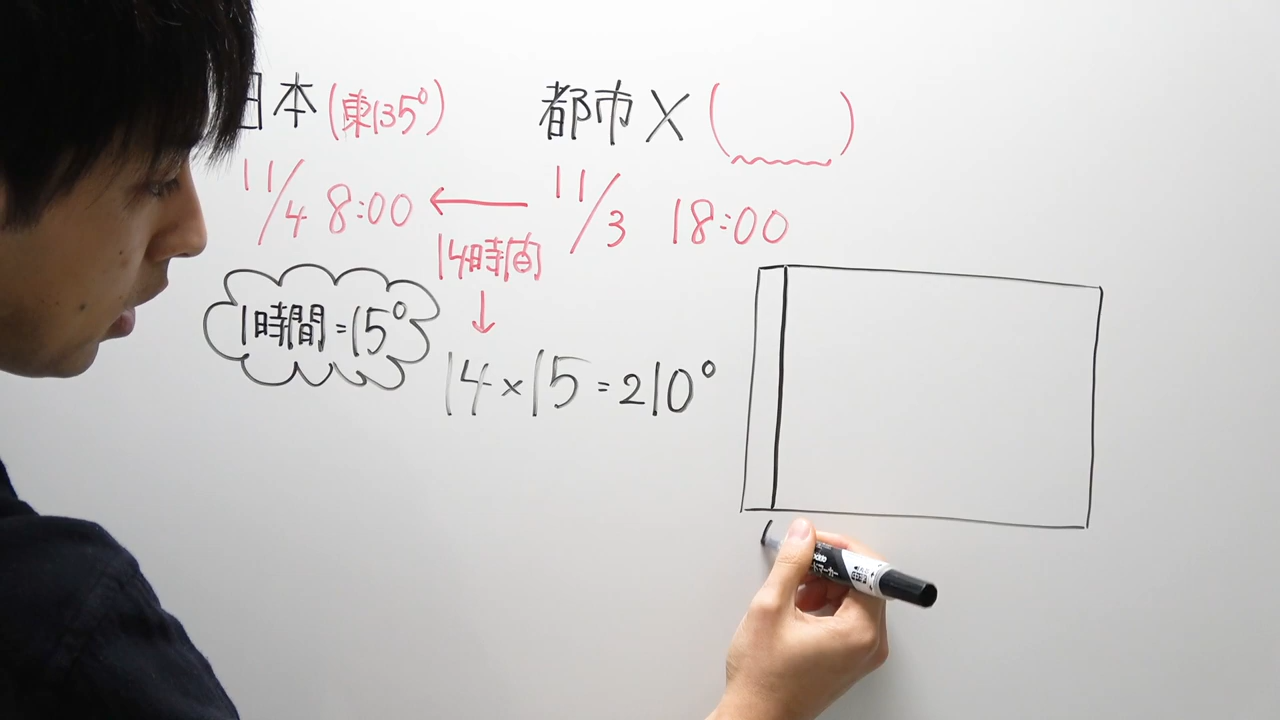 日本(東135°)
都市X(　　)
11/4 8:00 ← 11/3 18:00
14時間
↓
1時間=15°
14×15=210°